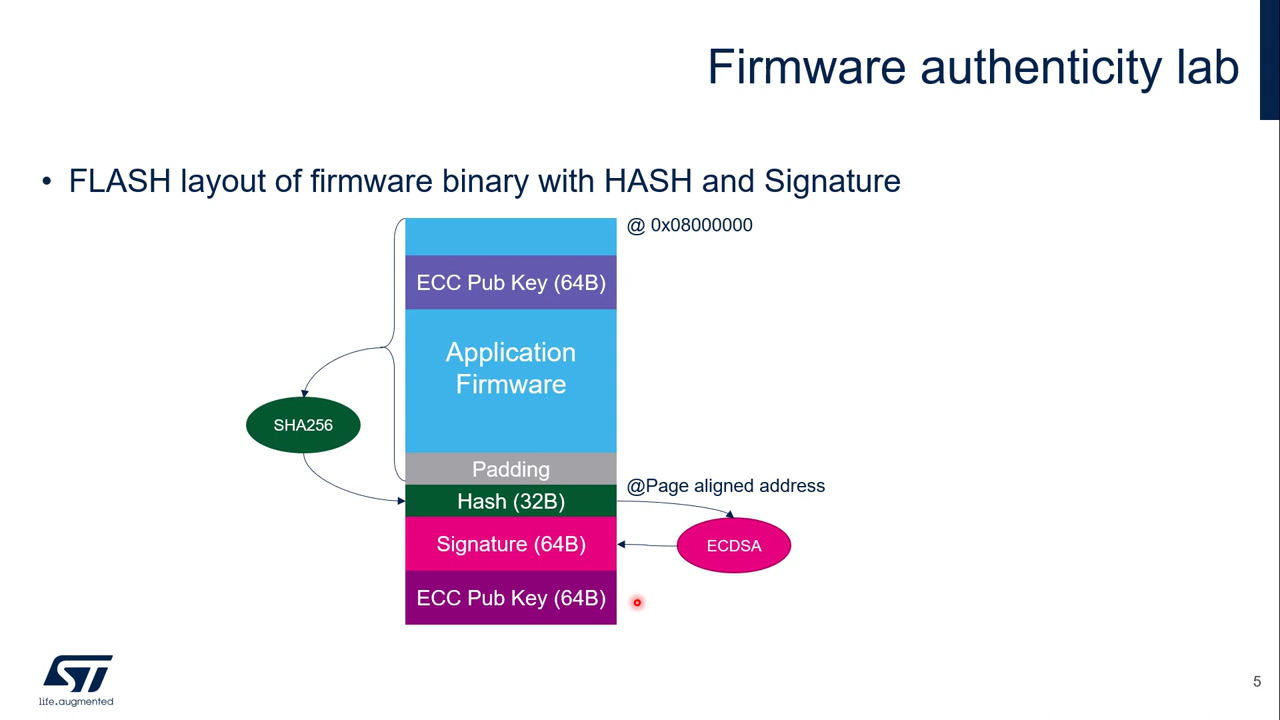 Firmware authenticity lab
• FLASH layout of firmware binary with HASH and Signature
@ 0x08000000
ECC Pub Key (64B)
Application
Firmware
SHA256
Padding
@Page aligned address
Hash (32B)
Signature (64B)
ECDSA
ECC Pub Key (64B)
ST
life.augmented
5